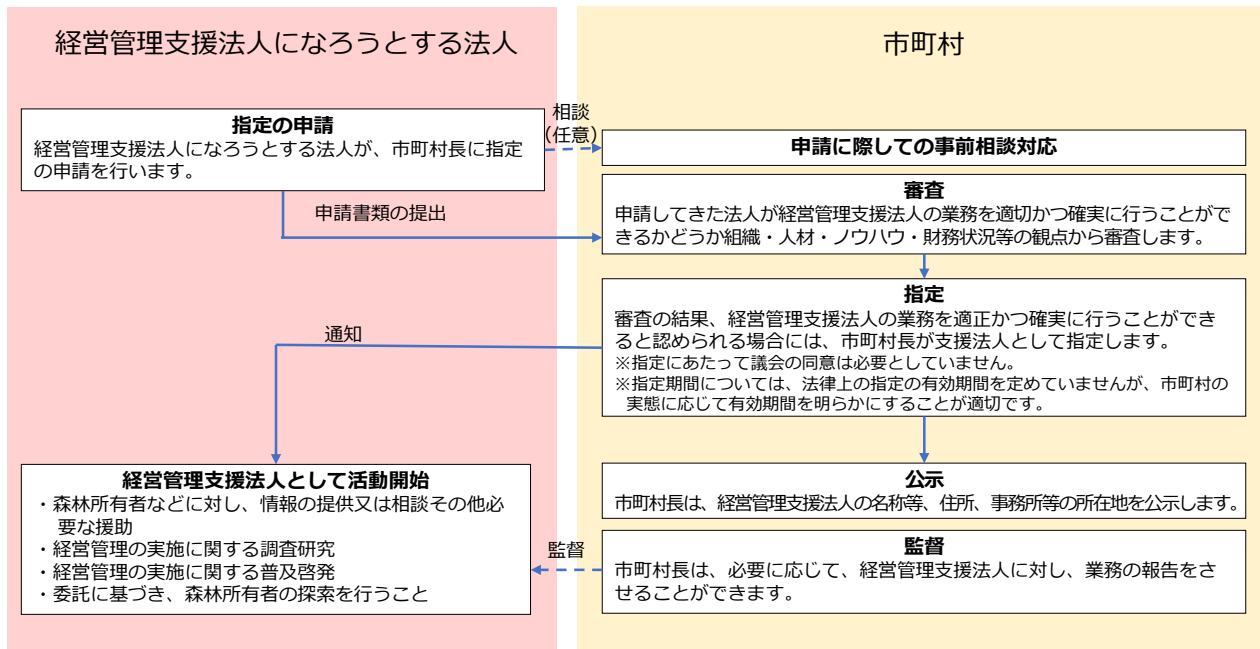 経営管理支援法人になろうとする法人
市町村
指定の申請
経営管理支援法人になろうとする法人が、市町村長に指定
の申請を行います。
相談
(任意)
申請に際しての事前相談対応
申請書類の提出
審査
申請してきた法人が経営管理支援法人の業務を適切かつ確実に行うことがで
きるかどうか組織・人材・ノウハウ・財務状況等の観点から審査します。
指定
審査の結果、経営管理支援法人の業務を適正かつ確実に行うことができ
ると認められる場合には、市町村長が支援法人として指定します。
※指定にあたって議会の同意は必要としていません。
※指定期間については、法律上の指定の有効期間を定めていませんが、市町村の
実態に応じて有効期間を明らかにすることが適切です。
通知
経営管理支援法人として活動開始
・森林所有者などに対し、情報の提供又は相談その他必
要な援助
・経営管理の実施に関する調査研究
・経営管理の実施に関する普及啓発
・委託に基づき、森林所有者の探索を行うこと
公示
市町村長は、経営管理支援法人の名称等、住所、事務所等の所在地を公示します。
監督
監督
市町村長は、必要に応じて、経営管理支援法人に対し、業務の報告をさ
せることができます。